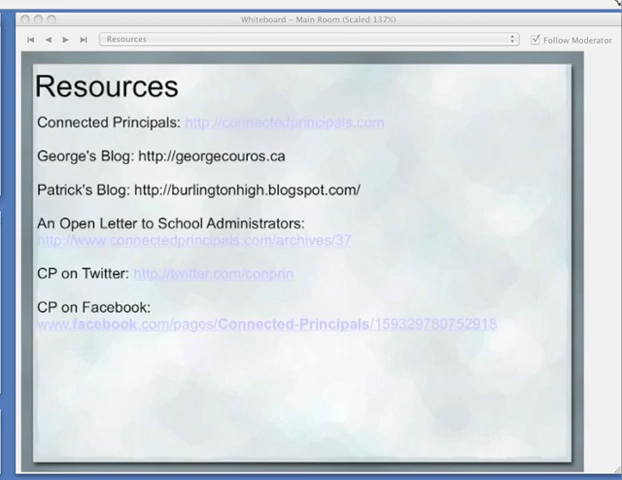 Whiteboard – Main Room (Scaled 137%)
Resources
Follow Moderator
Resources
Connected Principals: http://connectedprincipals.com
George's Blog: http://georgecouros.ca
Patrick's Blog: http://burlingtonhigh.blogspot.com/
An Open Letter to School Administrators:
http://www.connectedprincipals.com/archives/37
CP on Twitter: http://twitter.com/conprin
CP on Facebook:
www.facebook.com/pages/Connected-Principals/159329780752918